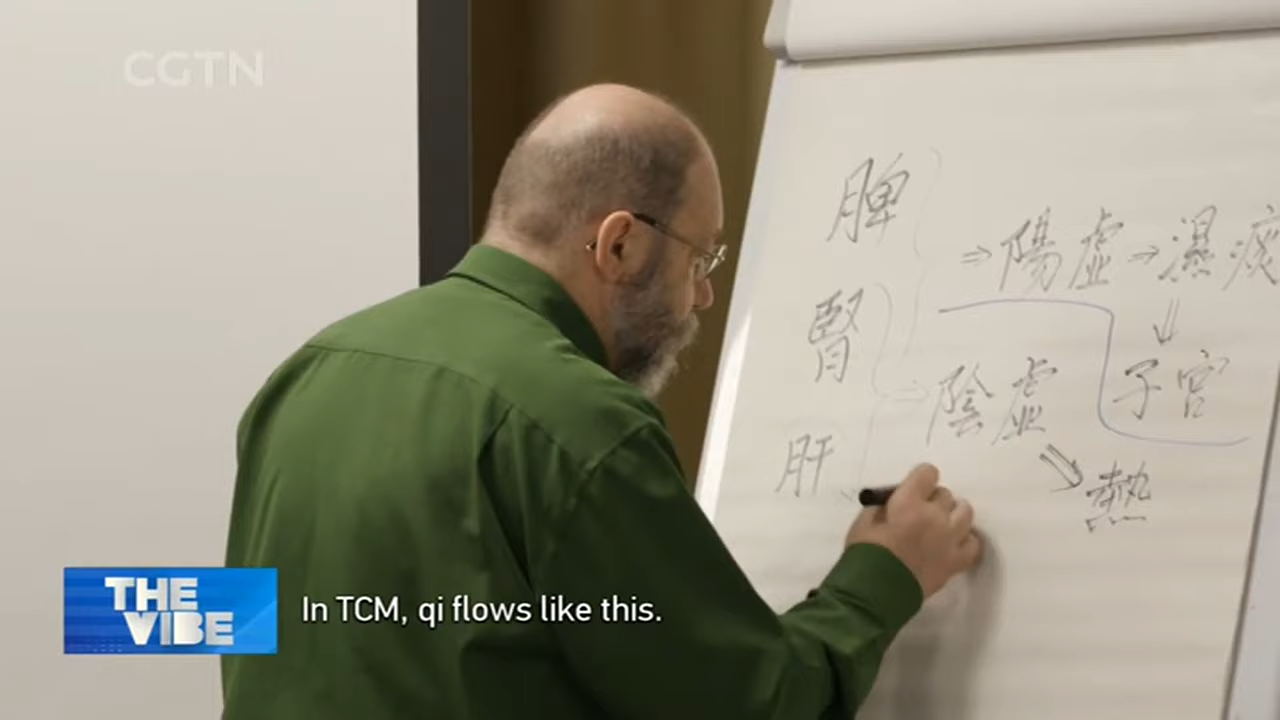 CGTN
脾
⇒陽虛→濕痰
⇓
腎
⇒陰虛
子宮
肝
熱
THE
VIBE
In TCM, qi flows like this.